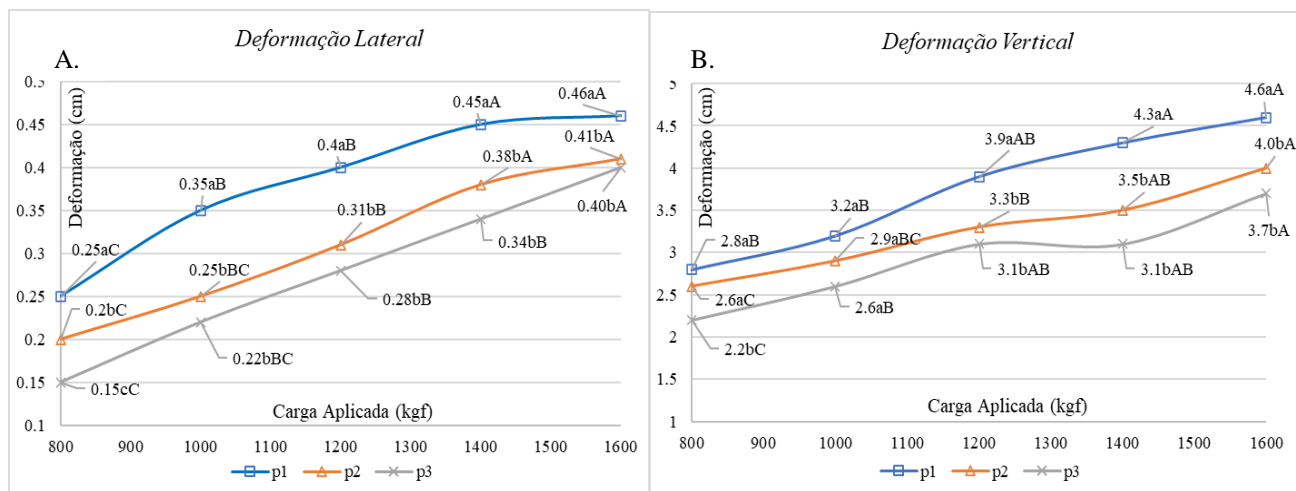 A.
Deformação Lateral
Deformação (cm)
0.5
0.45
0.4
0.35
0.3
0.25
0.2
0.15
0.1
0.25aC
0.35aB
0.4aB
0.45aA
0.46aA
0.2bC
0.25bBC
0.31bB
0.38bA
0.41bA
0.15cC
0.22bBC
0.28bB
0.34bB
0.40bA
Carga Aplicada (kgf)
800 900 1000 1100 1200 1300 1400 1500 1600
p1 p2 p3
B.
Deformação Vertical
Deformação (cm)
5
4.5
4
3.5
3
2.5
2
1.5
1
2.8aB
3.2aB
3.9aAB
4.3aA
4.6aA
2.6aC
2.9aBC
3.3bB
3.5bAB
4.0bA
2.2bC
2.6aB
3.1bAB
3.1bAB
3.7bA
Carga Aplicada (kgf)
800 900 1000 1100 1200 1300 1400 1500 1600
p1 p2 p3